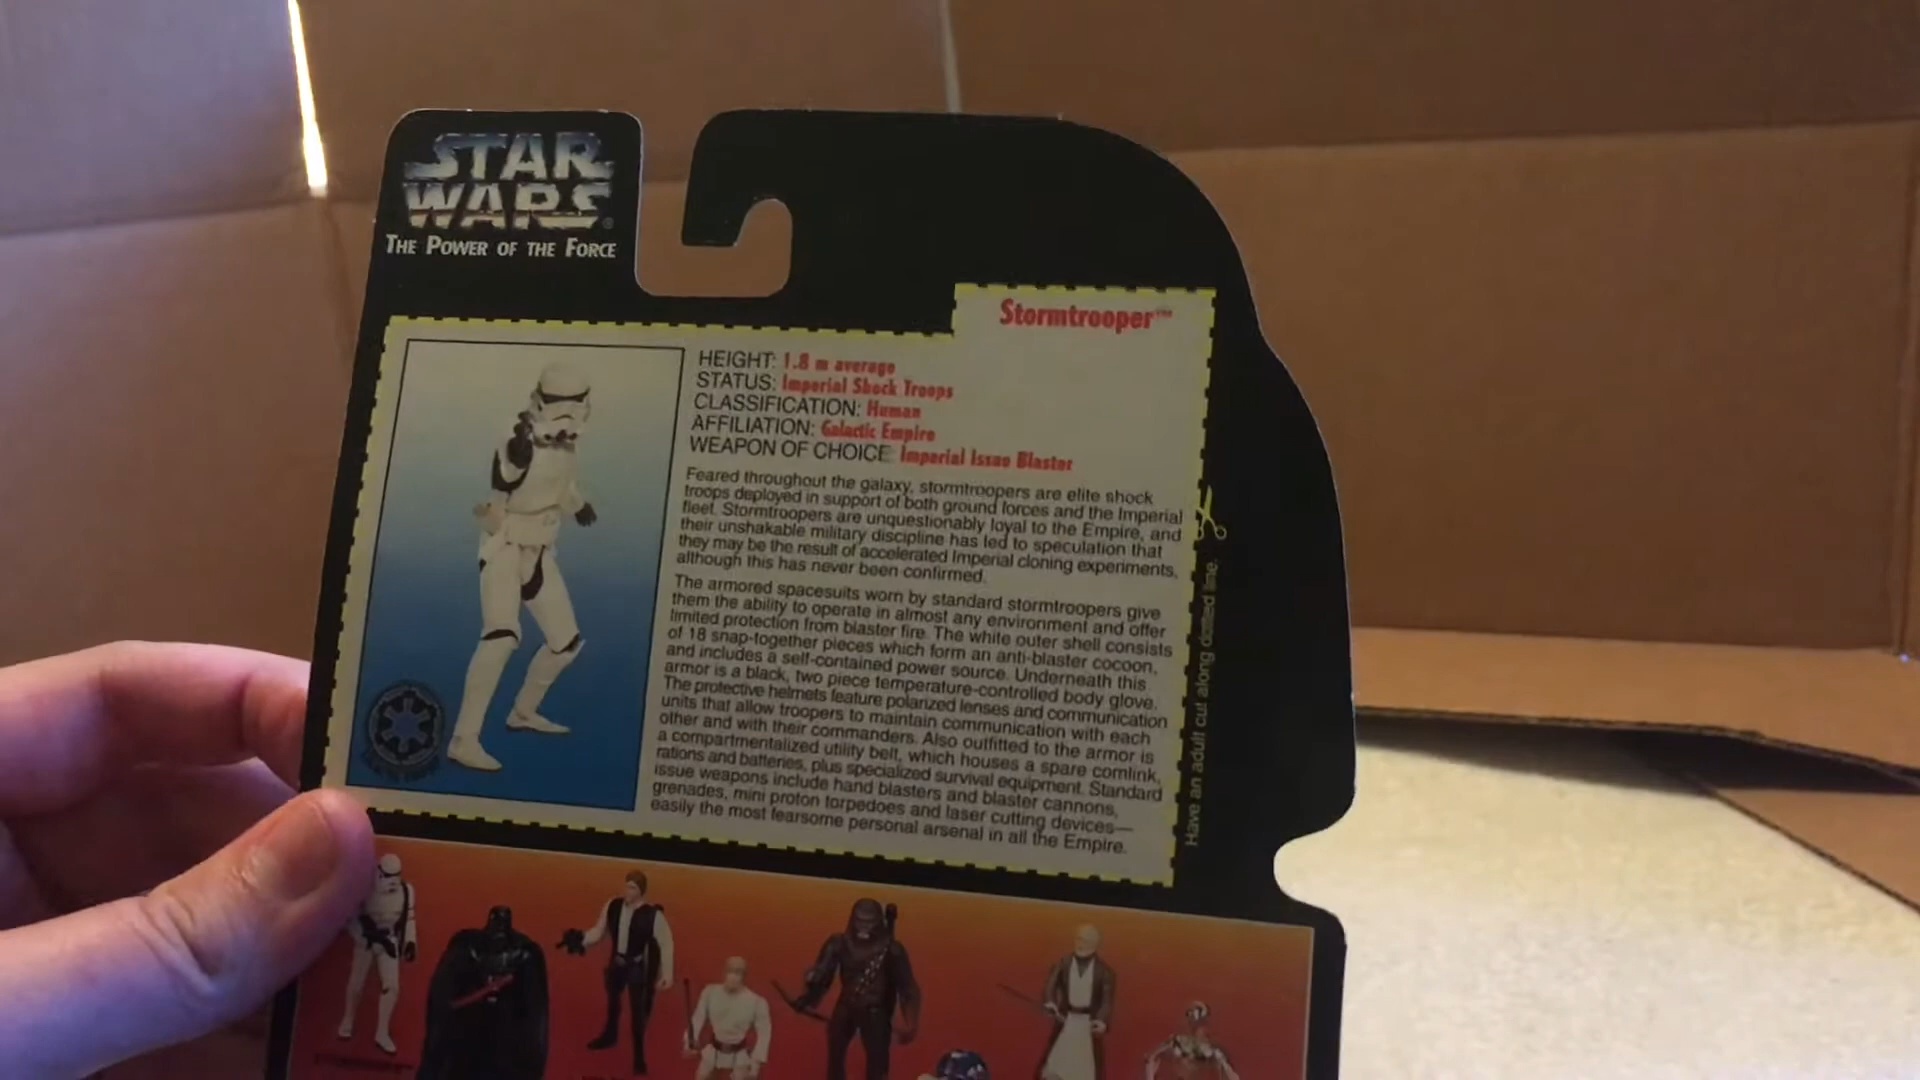 STAR
WARS
THE POWER OF THE FORCE
Stormtrooper™
HEIGHT: 1.8 m average
STATUS: Imperial Shock Troops
CLASSIFICATION: Human
AFFILIATION: Galactic Empire
WEAPON OF CHOICE: Imperial Issue Blaster
Feared throughout the galaxy, stormtroopers are elite shock
troops deployed in support of both ground forces and the Imperial
fleet. Stormtroopers are unquestionably loyal to the Empire, and
their unshakable military discipline has led to speculation that
they may be the result of accelerated Imperial cloning experiments,
although this has never been confirmed.
The armored spacesuits worn by standard stormtroopers give
them the ability to operate in almost any environment and offer
limited protection from blaster fire. The white outer shell consists
of 18 snap-together pieces which form an anti-blaster cocoon,
and includes a self-contained power source. Underneath this
armor is a black, two piece temperature-controlled body glove.
The protective helmets feature polarized lenses and communication
units that allow troopers to maintain communication with each
other and with their commanders. Also outfitted to the armor is
a compartmentalized utility belt, which houses a spare comlink,
rations and batteries, plus specialized survival equipment. Standard
issue weapons include hand blasters and blaster cannons,
grenades, mini proton torpedoes and laser cutting devices—
easily the most fearsome personal arsenal in all the Empire.
Have an adult cut along dotted line.